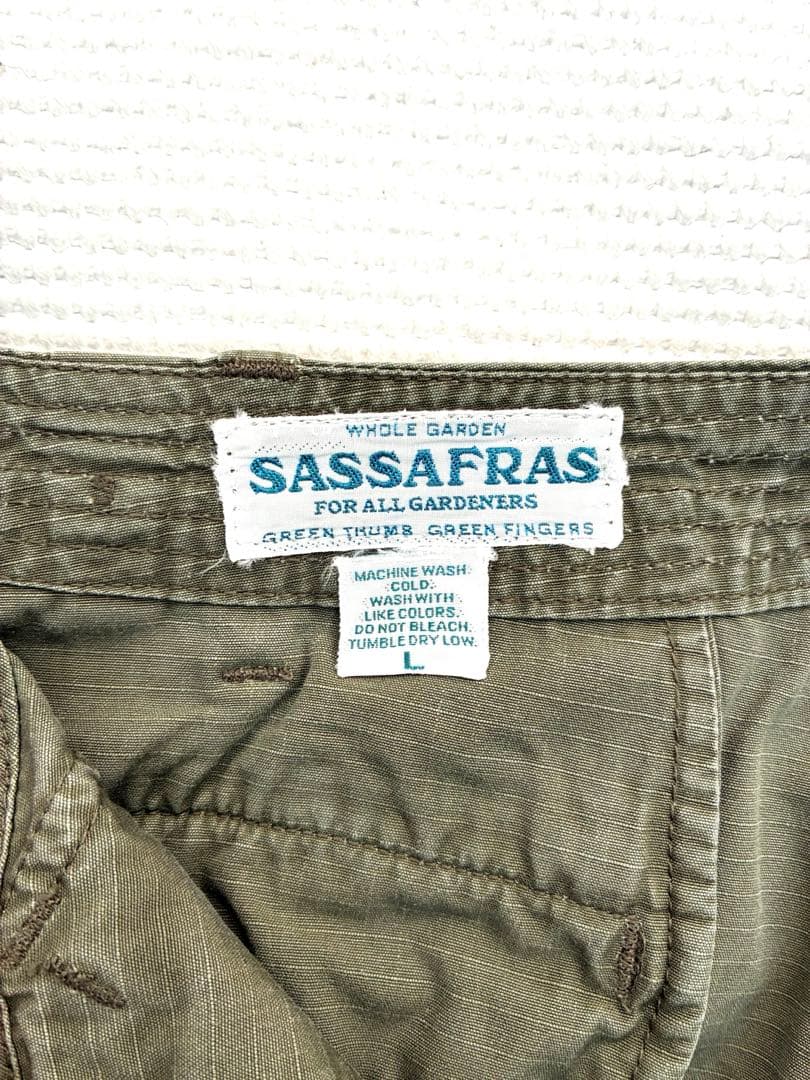 WHOLE GARDEN
SASSAFRAS
FOR ALL GARDENERS
GREEN THUMB GREEN FINGERS
MACHINE WASH
COLD.
WASH WITH
LIKE COLORS.
DO NOT BLEACH.
TUMBLE DRY LOW.
L